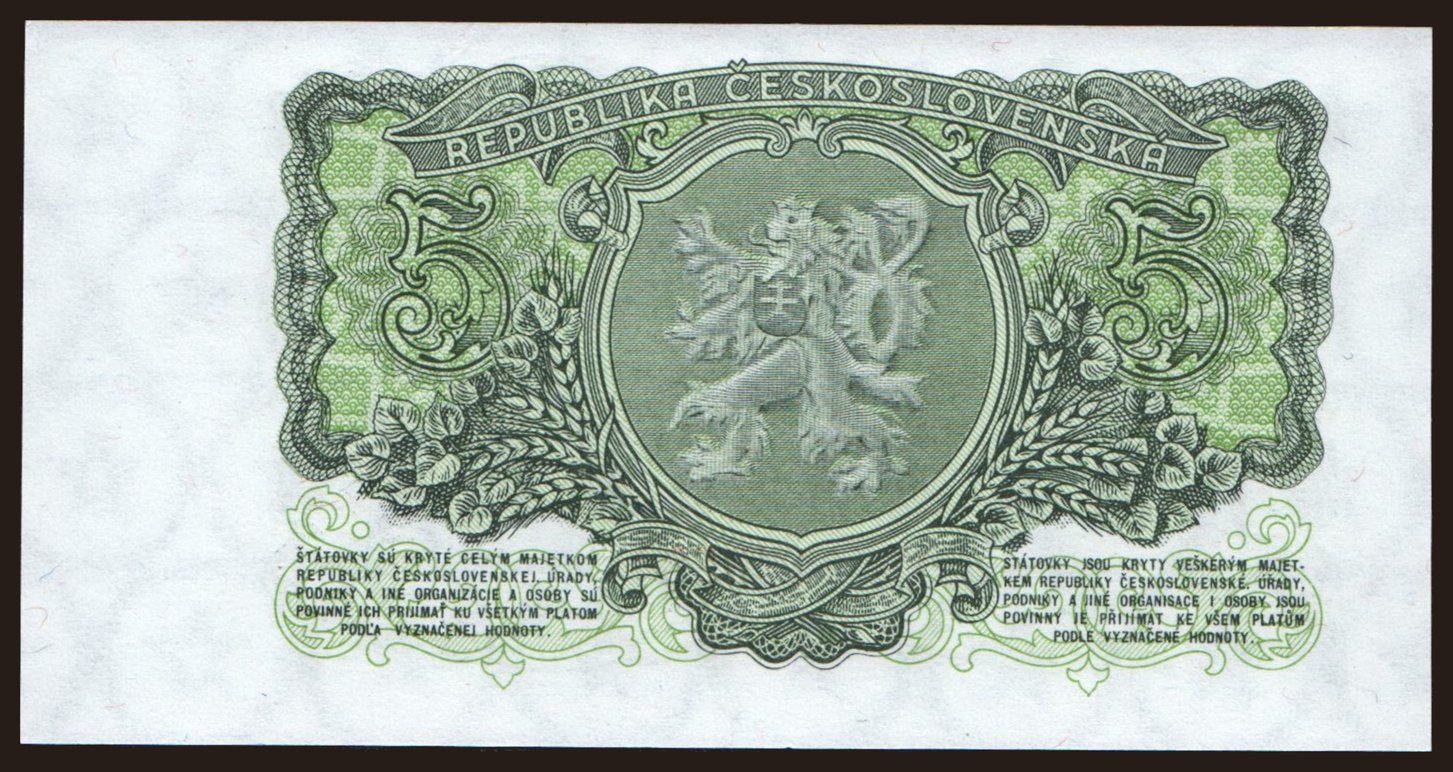 REPUBLIKA ČESKOSLOVENSKÁ
5
5
ŠTÁTOVKY SÚ KRYTÉ CELÝM MAJETKOM
REPUBLIKY ČESKOSLOVENSKEJ. ÚRADY,
PODNIKY A INÉ ORGANIZÁCIE A OSOBY SÚ
POVINNÉ ICH PRIJÍMAŤ KU VŠETKÝM PLATOM
PODĽA VYZNAČENEJ HODNOTY.
STÁTOVKY JSOU KRYTY VEŠKERÝM MAJET-
KEM REPUBLIKY ČESKOSLOVENSKÉ. ÚŘADY,
PODNIKY A JINÉ ORGANISACE I OSOBY JSOU
POVINNY JE PŘIJÍMAT KE VŠEM PLATŮM
PODLE VYZNAČENÉ HODNOTY.